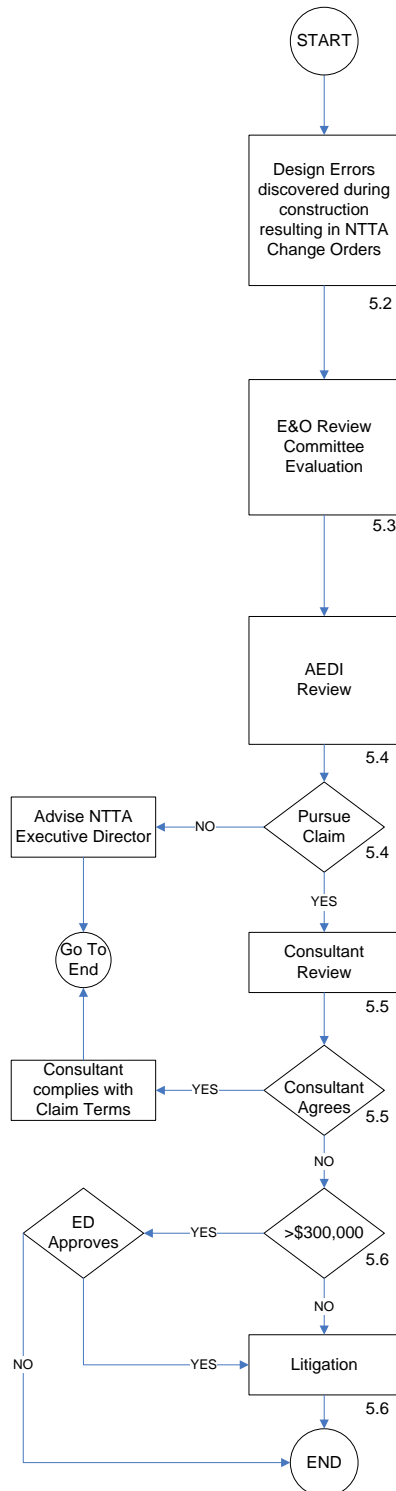 START
Design Errors
discovered during
construction
resulting in NTTA
Change Orders
5.2
E&O Review
Committee
Evaluation
5.3
AEDI
Review
5.4
Pursue
Claim
5.4
NO
Advise NTTA
Executive Director
YES
Go To
End
Consultant
Review
5.5
Consultant
Agrees
5.5
YES
Consultant
complies with
Claim Terms
NO
>$300,000
5.6
YES
ED
Approves
NO
NO
YES
Litigation
5.6
END